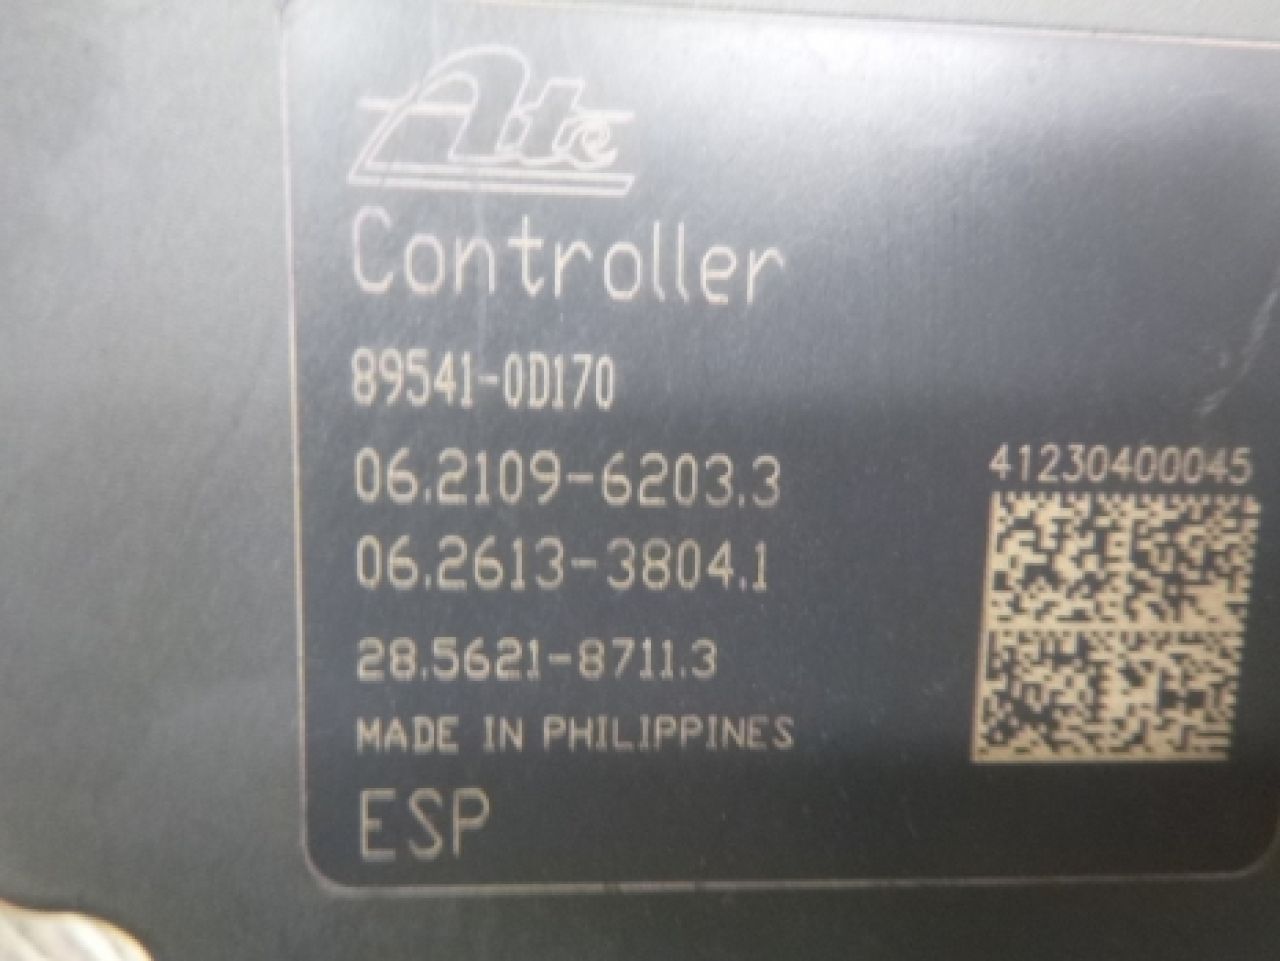 Ate
Controller
89541-0D170
06.2109-6203.3
41230400045
06.2613-3804.1
28.5621-8711.3
MADE IN PHILIPPINES
ESP